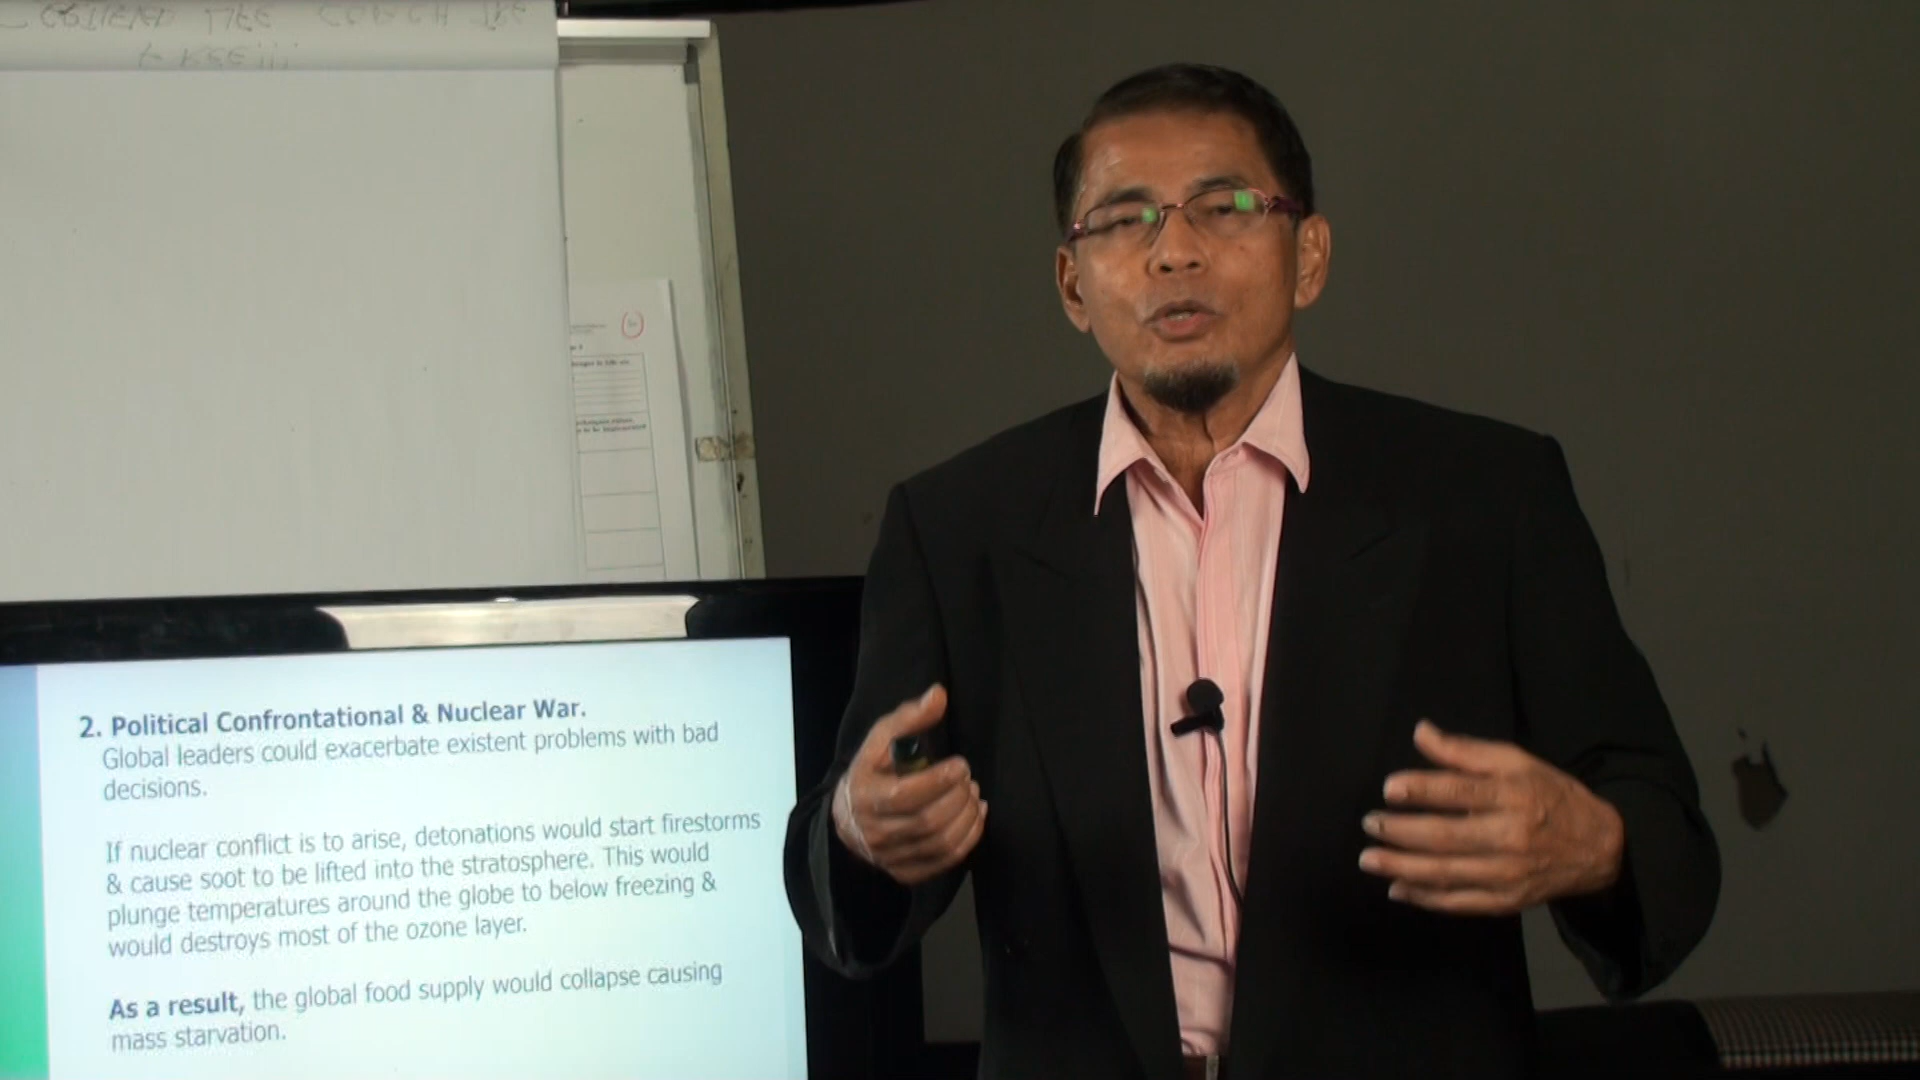 2. Political Confrontational & Nuclear War.
Global leaders could exacerbate existent problems with bad
decisions.
If nuclear conflict is to arise, detonations would start firestorms
& cause soot to be lifted into the stratosphere. This would
plunge temperatures around the globe to below freezing &
would destroys most of the ozone layer.
As a result, the global food supply would collapse causing
mass starvation.